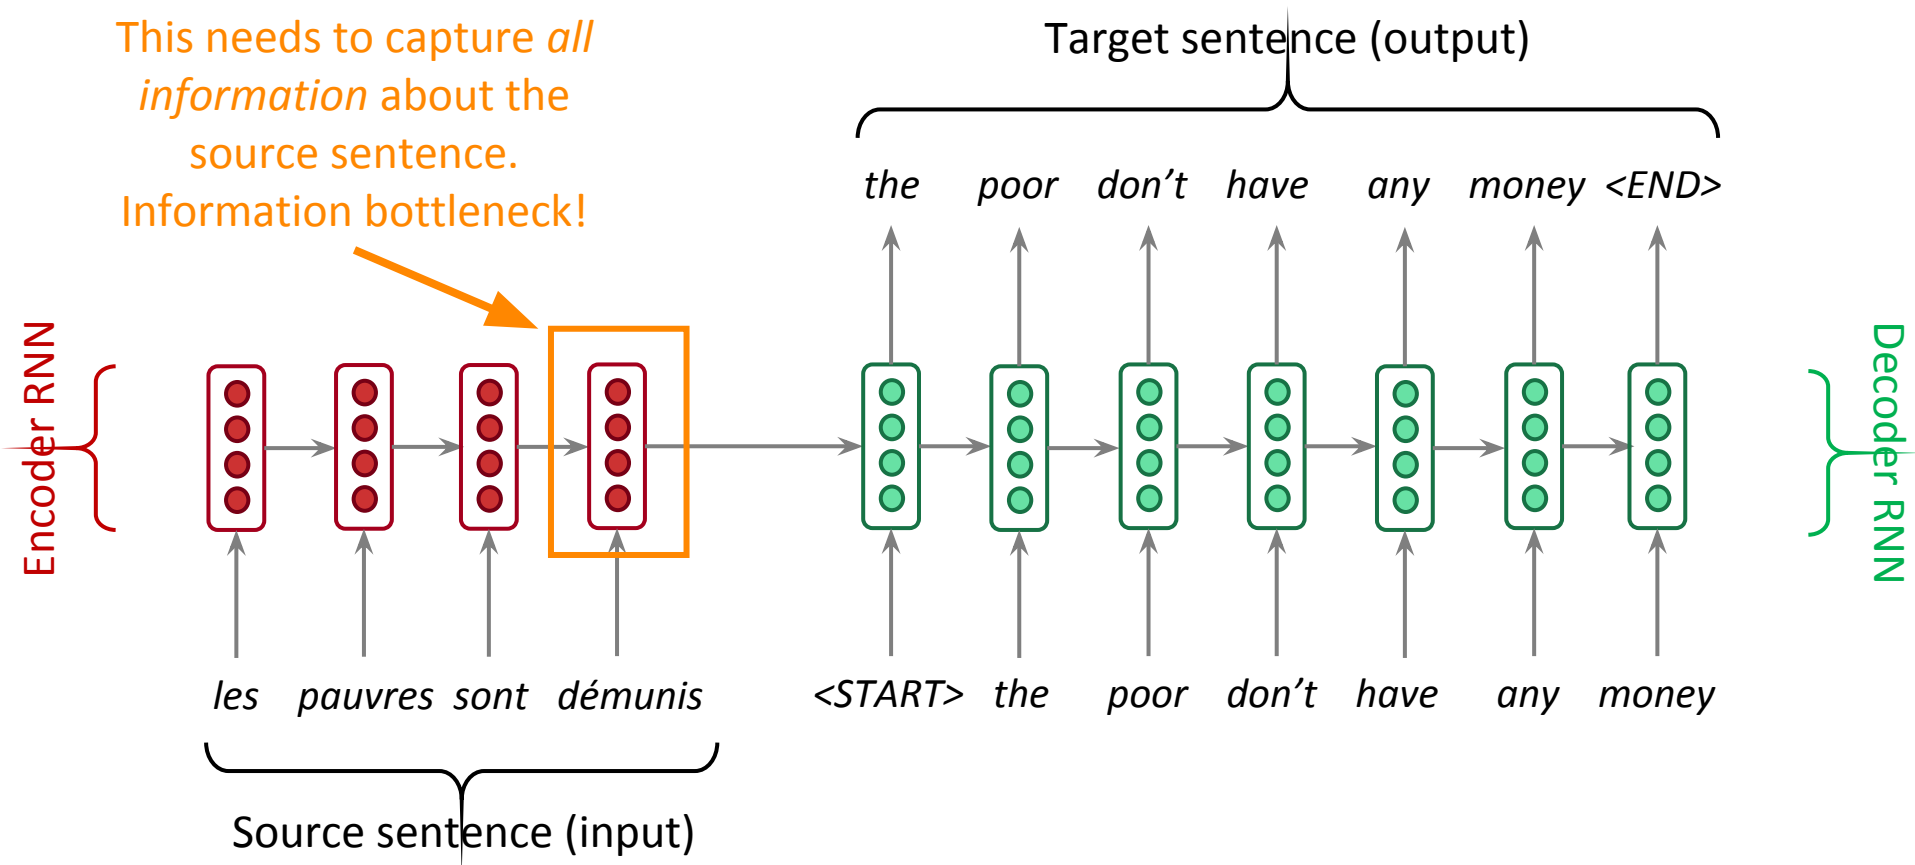 This needs to capture all
information about the
source sentence.
Information bottleneck!
Target sentence (output)
the poor don’t have any money <END>
Encoder RNN
Decoder RNN
les pauvres sont démunis
<START> the poor don’t have any money
Source sentence (input)